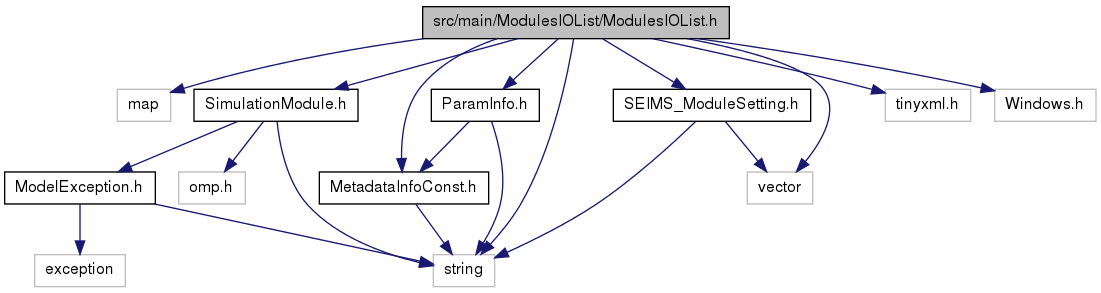 src/main/ModulesIOList/ModulesIOList.h
map
SimulationModule.h
ParamInfo.h
SEIMS_ModuleSetting.h
tinyxml.h
Windows.h
ModelException.h
omp.h
MetadataInfoConst.h
vector
exception
string